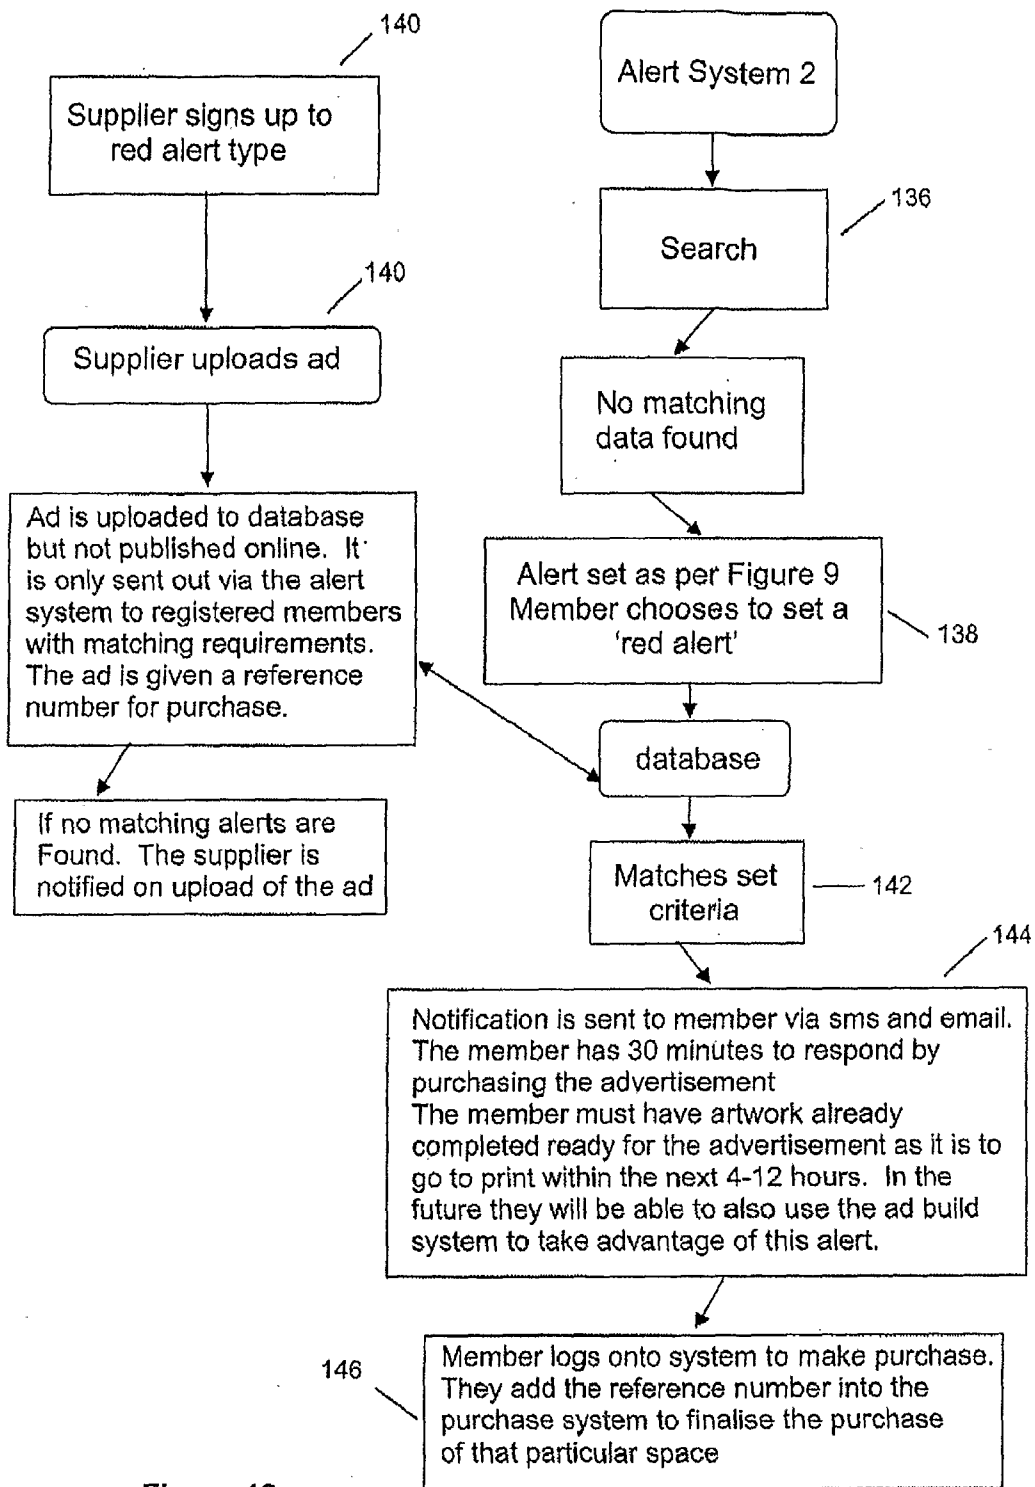 140
Supplier signs up to
red alert type
140
Supplier uploads ad
Ad is uploaded to database
but not published online. It
is only sent out via the alert
system to registered members
with matching requirements.
The ad is given a reference
number for purchase.
If no matching alerts are
Found. The supplier is
notified on upload of the ad
Alert System 2
136
Search
No matching
data found
Alert set as per Figure 9
Member chooses to set a
'red alert'
138
database
Matches set
criteria
142
144
Notification is sent to member via sms and email.
The member has 30 minutes to respond by
purchasing the advertisement
The member must have artwork already
completed ready for the advertisement as it is to
go to print within the next 4-12 hours. In the
future they will be able to also use the ad build
system to take advantage of this alert.
146
Member logs onto system to make purchase.
They add the reference number into the
purchase system to finalise the purchase
of that particular space